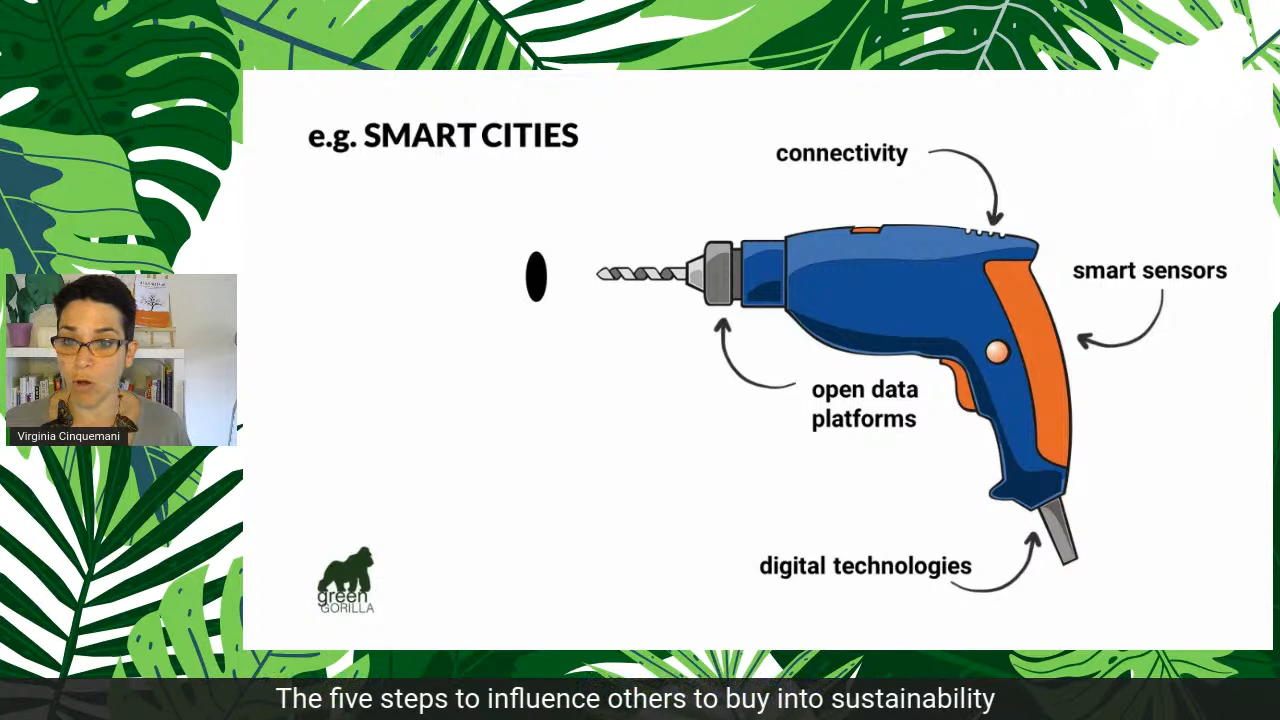 e.g. SMART CITIES
connectivity
smart sensors
open data
platforms
digital technologies
green
GORILLA
Virginia Cinquemani
The five steps to influence others to buy into sustainability